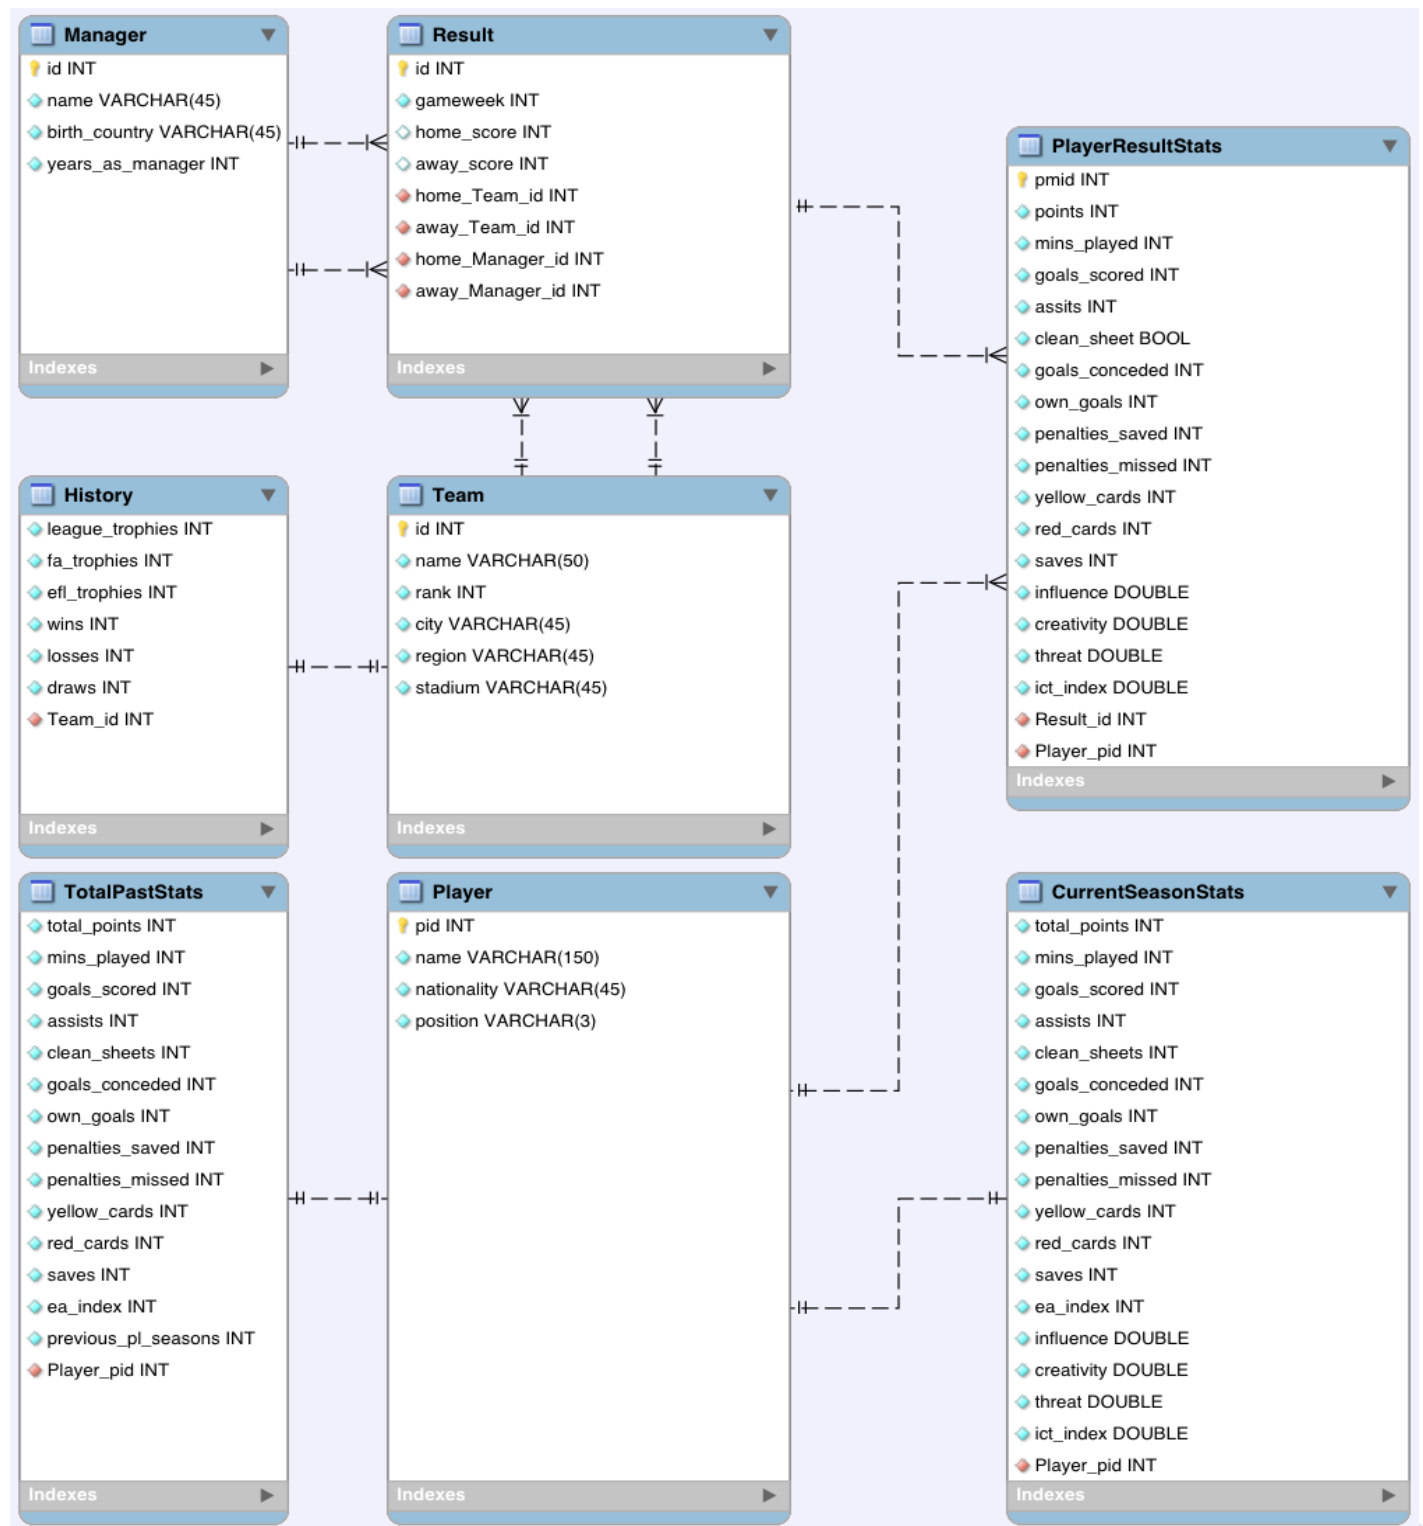 Manager
id INT
name VARCHAR(45)
birth_country VARCHAR(45)
years_as_manager INT
Indexes
Result
id INT
gameweek INT
home_score INT
away_score INT
home_Team_id INT
away_Team_id INT
home_Manager_id INT
away_Manager_id INT
Indexes
PlayerResultStats
pmid INT
points INT
mins_played INT
goals_scored INT
assits INT
clean_sheet BOOL
goals_conceded INT
own_goals INT
penalties_saved INT
penalties_missed INT
yellow_cards INT
red_cards INT
saves INT
influence DOUBLE
creativity DOUBLE
threat DOUBLE
ict_index DOUBLE
Result_id INT
Player_pid INT
Indexes
History
league_trophies INT
fa_trophies INT
efl_trophies INT
wins INT
losses INT
draws INT
Team_id INT
Indexes
Team
id INT
name VARCHAR(50)
rank INT
city VARCHAR(45)
region VARCHAR(45)
stadium VARCHAR(45)
Indexes
TotalPastStats
total_points INT
mins_played INT
goals_scored INT
assists INT
clean_sheets INT
goals_conceded INT
own_goals INT
penalties_saved INT
penalties_missed INT
yellow_cards INT
red_cards INT
saves INT
ea_index INT
previous_pl_seasons INT
Player_pid INT
Indexes
Player
pid INT
name VARCHAR(150)
nationality VARCHAR(45)
position VARCHAR(3)
Indexes
CurrentSeasonStats
total_points INT
mins_played INT
goals_scored INT
assists INT
clean_sheets INT
goals_conceded INT
own_goals INT
penalties_saved INT
penalties_missed INT
yellow_cards INT
red_cards INT
saves INT
ea_index INT
influence DOUBLE
creativity DOUBLE
threat DOUBLE
ict_index DOUBLE
Player_pid INT
Indexes